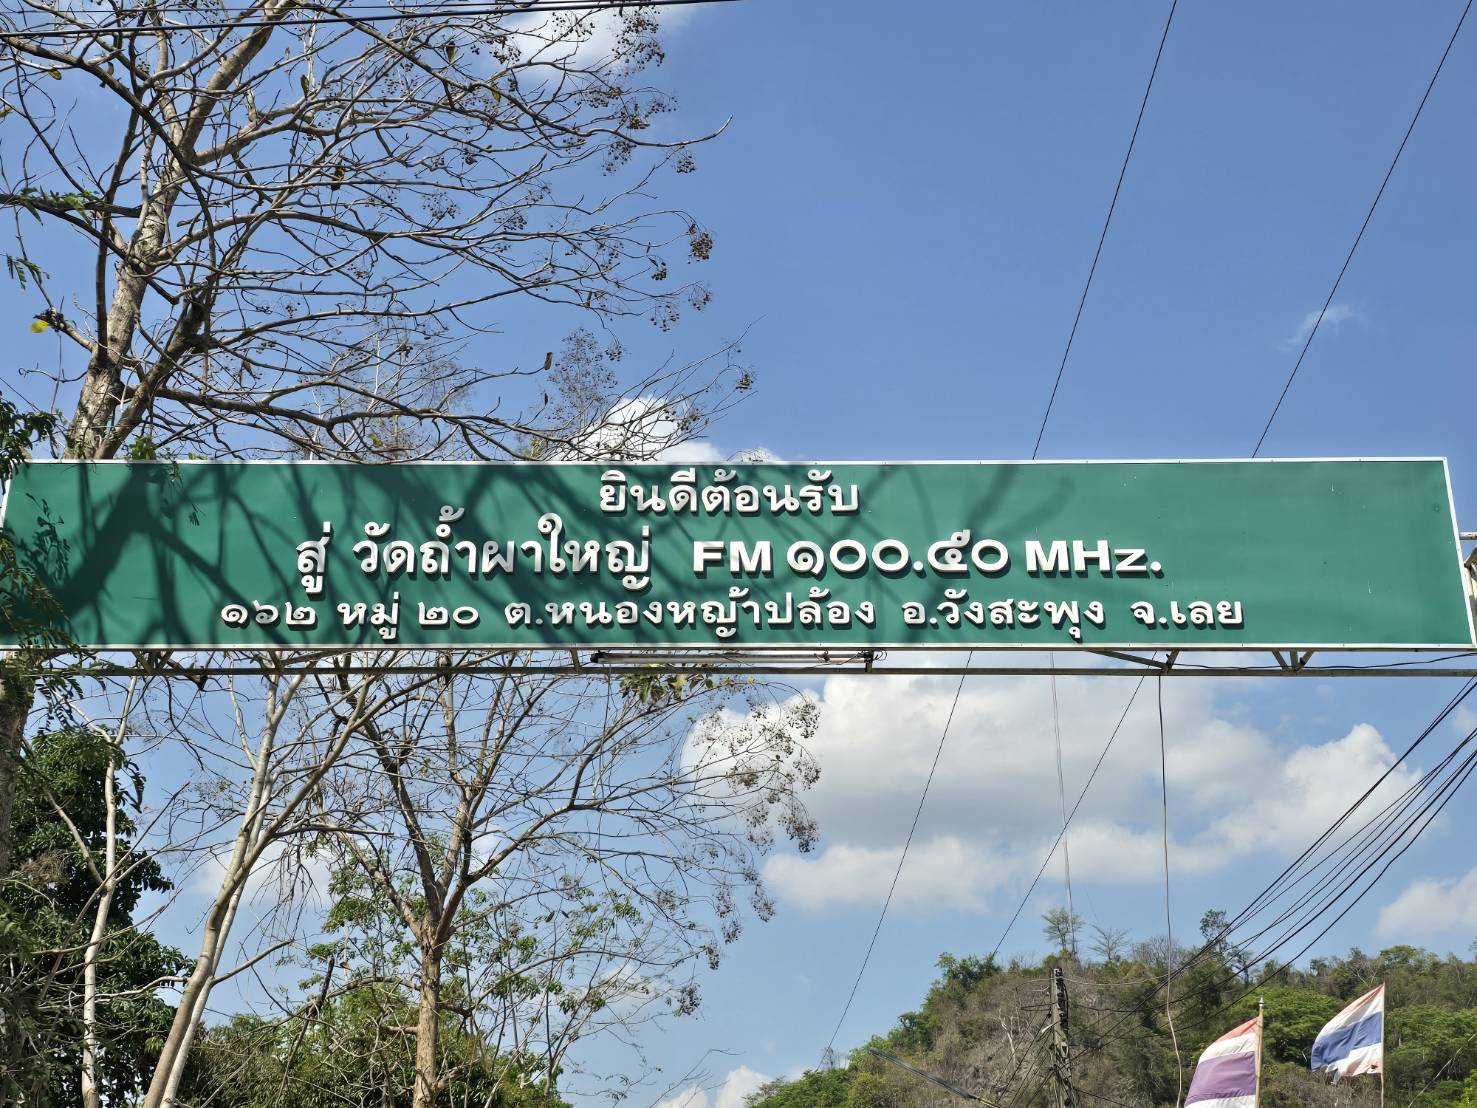 ยินดีต้อนรับ
สู่ วัดถ้ำผาใหญ่ FM ๑๐๐.๕๐ MHz.
๑๖๒ หมู่ ๒๐ ต.หนองหญ้าปล้อง อ.วังสะพุง จ.เลย